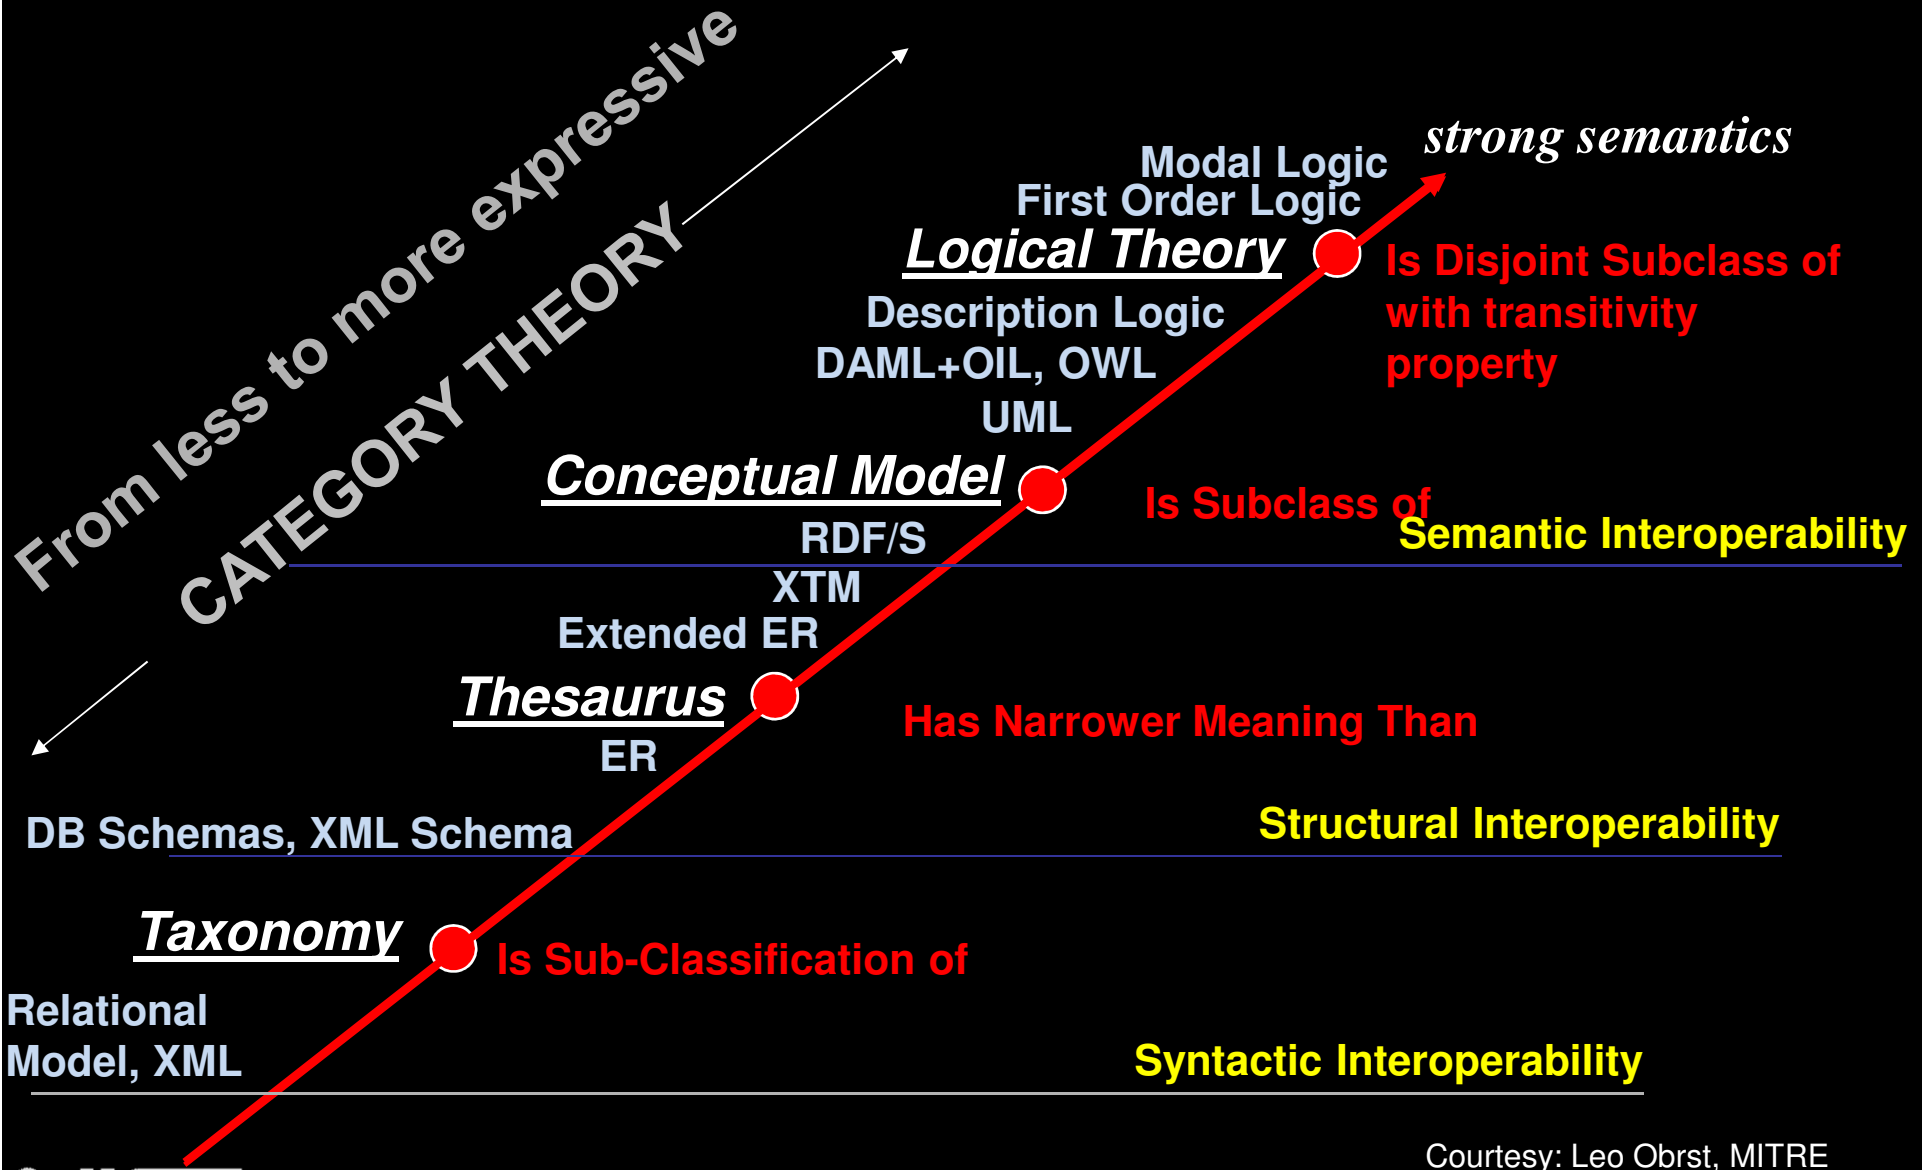 From less to more expressive
CATEGORY THEORY
strong semantics
Modal Logic
First Order Logic
Logical Theory
Is Disjoint Subclass of
with transitivity
property
Description Logic
DAML+OIL, OWL
UML
Conceptual Model
Is Subclass of
Semantic Interoperability
RDF/S
XTM
Extended ER
Thesaurus
Has Narrower Meaning Than
ER
Structural Interoperability
DB Schemas, XML Schema
Taxonomy
Is Sub-Classification of
Relational
Model, XML
Syntactic Interoperability
Courtesy: Leo Obrst, MITRE